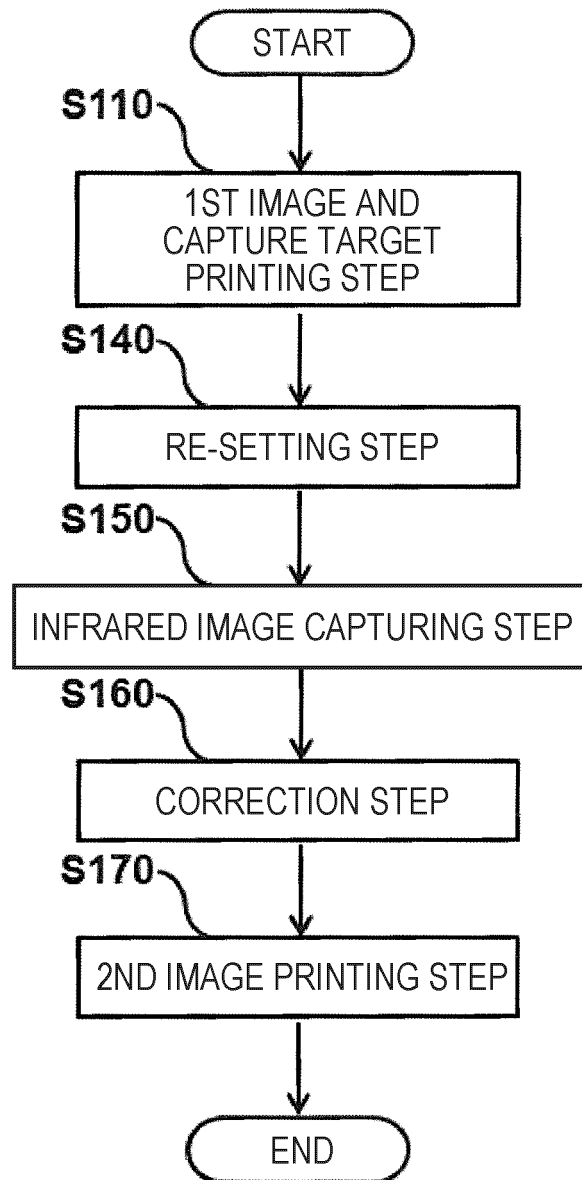 START
S110
1ST IMAGE AND
CAPTURE TARGET
PRINTING STEP
S140
RE-SETTING STEP
S150
INFRARED IMAGE CAPTURING STEP
S160
CORRECTION STEP
S170
2ND IMAGE PRINTING STEP
END